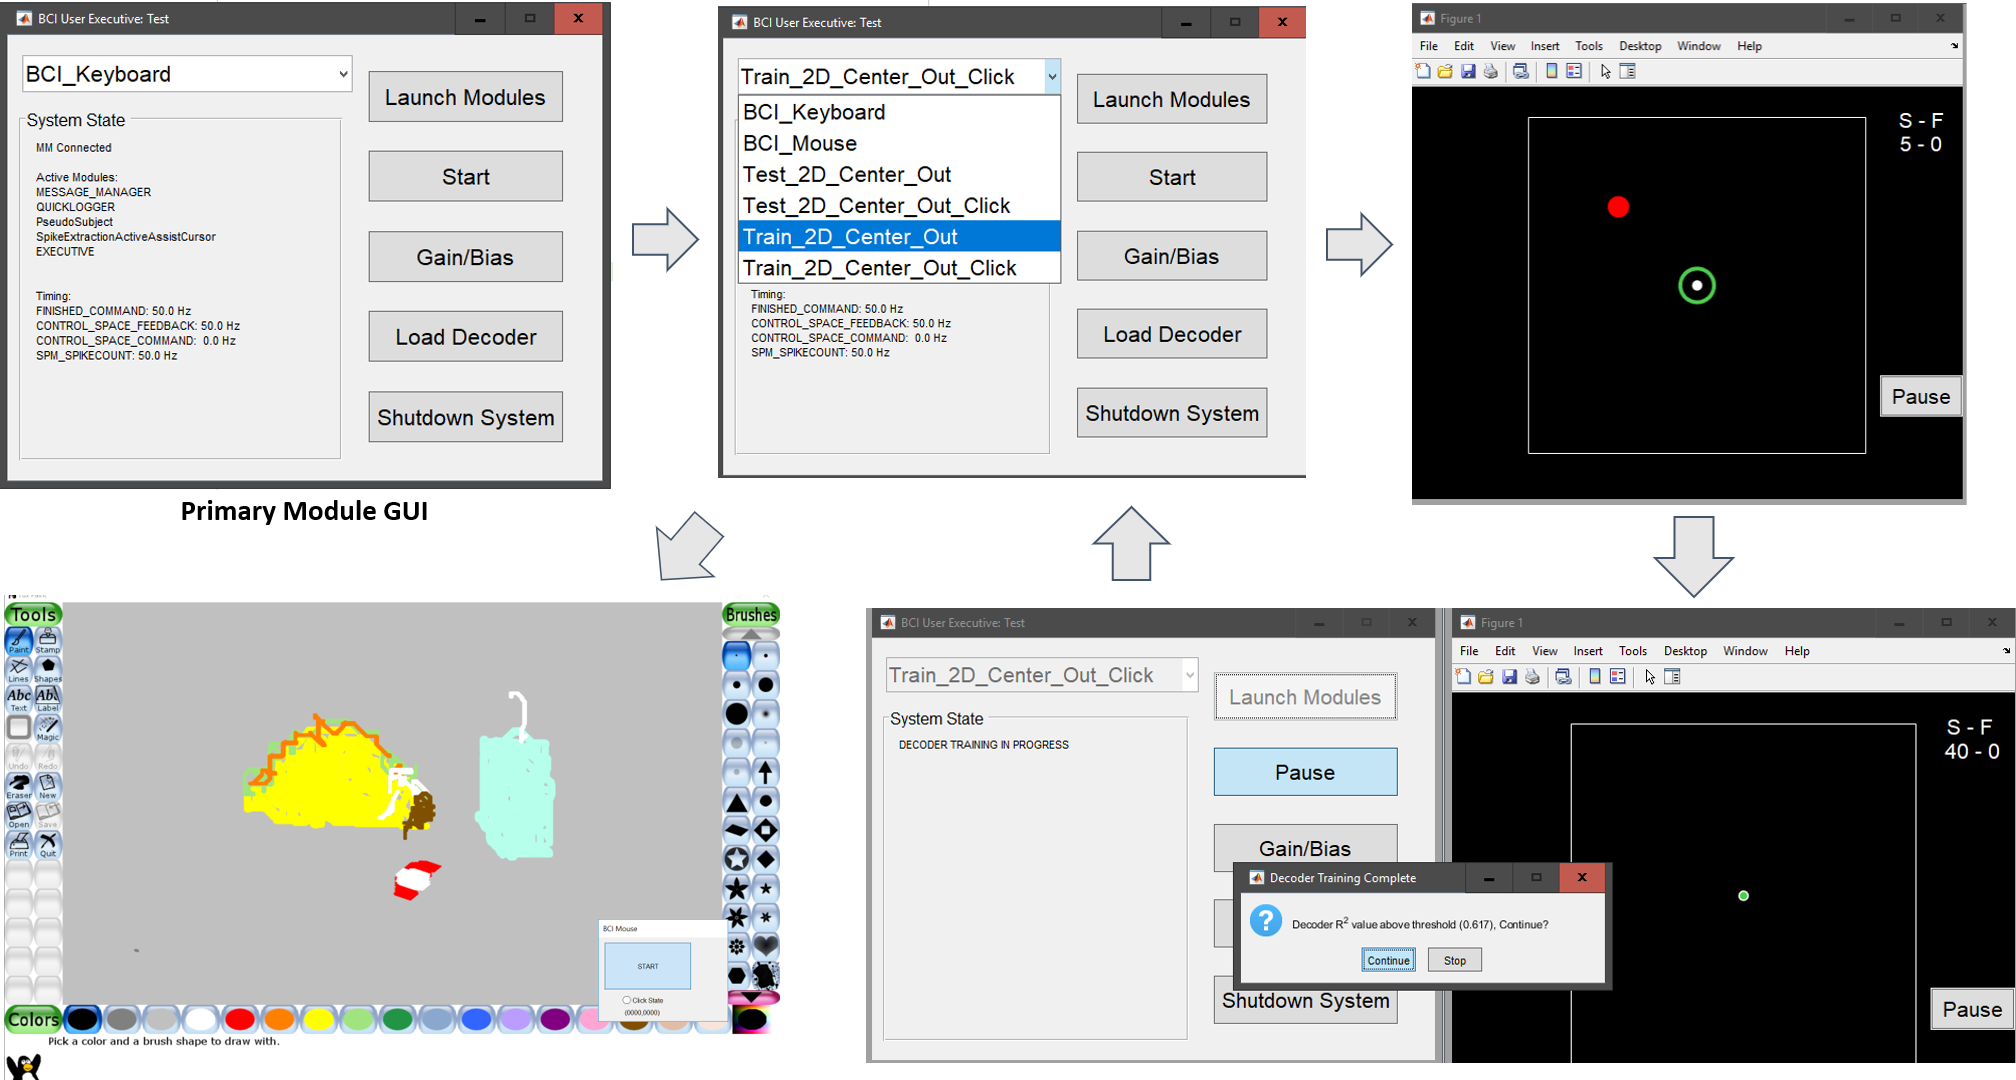 BCI User Executive: Test
BCI_Keyboard
Launch Modules
System State
MM Connected
Active Modules:
MESSAGE_MANAGER
QUICKLOGGER
PseudoSubject
SpikeExtractionActiveAssistCursor
EXECUTIVE
Timing:
FINISHED_COMMAND: 50.0 Hz
CONTROL_SPACE_FEEDBACK: 50.0 Hz
CONTROL_SPACE_COMMAND: 0.0 Hz
SPM_SPIKECOUNT: 50.0 Hz
Start
Gain/Bias
Load Decoder
Shutdown System
Primary Module GUI
BCI User Executive: Test
Train_2D_Center_Out_Click
BCI_Keyboard
BCI_Mouse
Test_2D_Center_Out
Test_2D_Center_Out_Click
Train_2D_Center_Out
Train_2D_Center_Out_Click
Timing:
FINISHED_COMMAND: 50.0 Hz
CONTROL_SPACE_FEEDBACK: 50.0 Hz
CONTROL_SPACE_COMMAND: 0.0 Hz
SPM_SPIKECOUNT: 50.0 Hz
Launch Modules
Start
Gain/Bias
Load Decoder
Shutdown System
Figure 1
File Edit View Insert Tools Desktop Window Help
S - F
5 - 0
Pause
Tools
Paint Stamp
Lines Shapes
Abc Abc
Text Label
Magic
Undo Redo
Eraser New
Open Save
Print Quit
Brushes
BCI Mouse
START
Click State
(0000,0000)
Colors
Pick a color and a brush shape to draw with.
BCI User Executive: Test
Train_2D_Center_Out_Click
Launch Modules
System State
DECODER TRAINING IN PROGRESS
Pause
Gain/Bias
Shutdown System
Decoder Training Complete
Decoder R² value above threshold (0.617), Continue?
Continue Stop
Figure 1
File Edit View Insert Tools Desktop Window Help
S - F
40 - 0
Pause